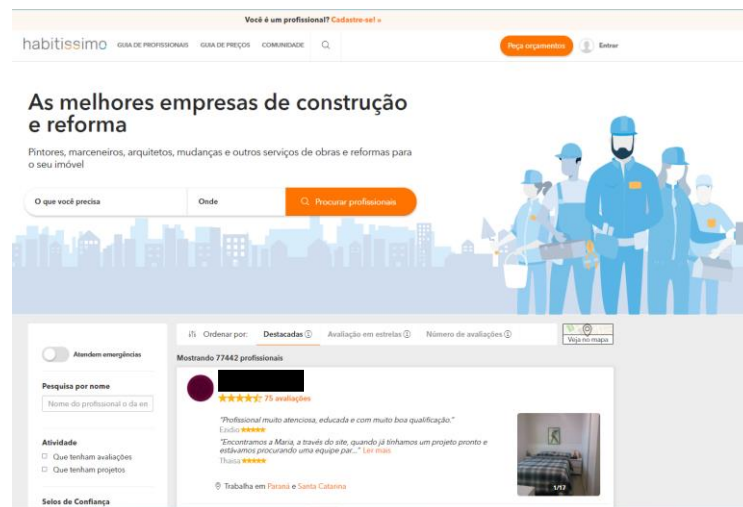 Você é um profissional? Cadastre-se! »
habitissimo GUIA DE PROFISSIONAIS GUIA DE PREÇOS COMUNIDADE Peça orçamentos Entrar
As melhores empresas de construção
e reforma
Pintores, marceneiros, arquitetos, mudanças e outros serviços de obras e reformas para
o seu imóvel
O que você precisa Onde Procurar profissionais
Ordenar por: Destacadas Avaliação em estrelas Número de avaliações
Veja no mapa
Atendem emergências
Mostrando 77442 profissionais
Pesquisa por nome
Nome do profissional o da en
75 avaliações
"Profissional muito atenciosa, educada e com muito boa qualificação."
"Encontramos a Maria, a través do site, quando já tínhamos um projeto pronto e
estávamos procurando uma equipe par..." Ler mais
Thaisa
Atividade
Que tenham avaliações
Que tenham projetos
Trabalha em Paraná e Santa Catarina
1/12
Selos de Confiança